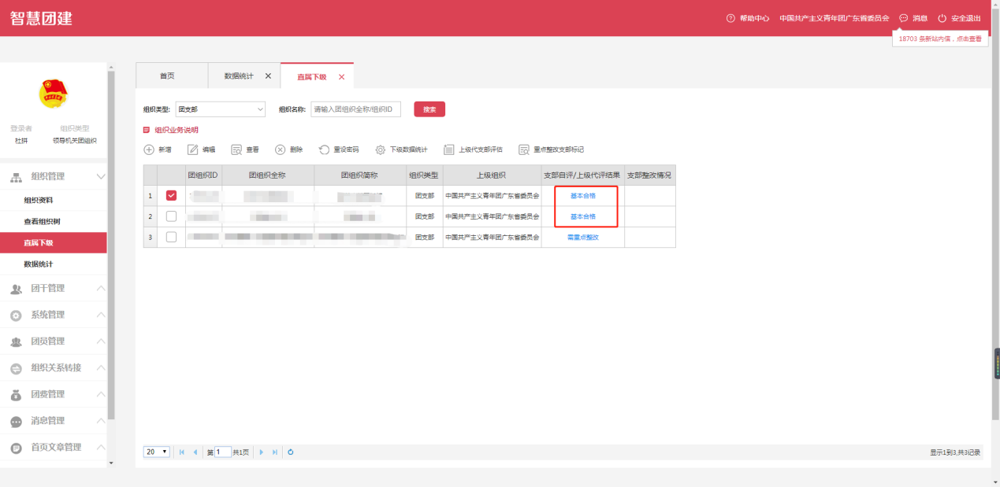 智慧团建
帮助中心 中国共产主义青年团广东省委员会 消息 安全退出
18703 条新站内信，点击查看
首页 数据统计 直属下级
登录者 组织类型
杜拼 领导机关团组织
组织管理
组织资料
查看组织树
直属下级
数据统计
团干管理
系统管理
团员管理
组织关系转接
团费管理
消息管理
首页文章管理
组织类型: 团支部 组织名称: 请输入团组织全称/组织ID 搜索
组织业务说明
新增 编辑 查看 删除 重设密码 下级数据统计 上级代支部评估 重点整改支部标记
团组织ID 团组织全称 团组织简称 组织类型 上级组织 支部自评/上级代评结果 支部整改情况
1 团支部 中国共产主义青年团广东省委员会 基本合格
2 团支部 中国共产主义青年团广东省委员会 基本合格
3 团支部 中国共产主义青年团广东省委员会 需重点整改
20 第 1 共1页 显示1到3,共3记录